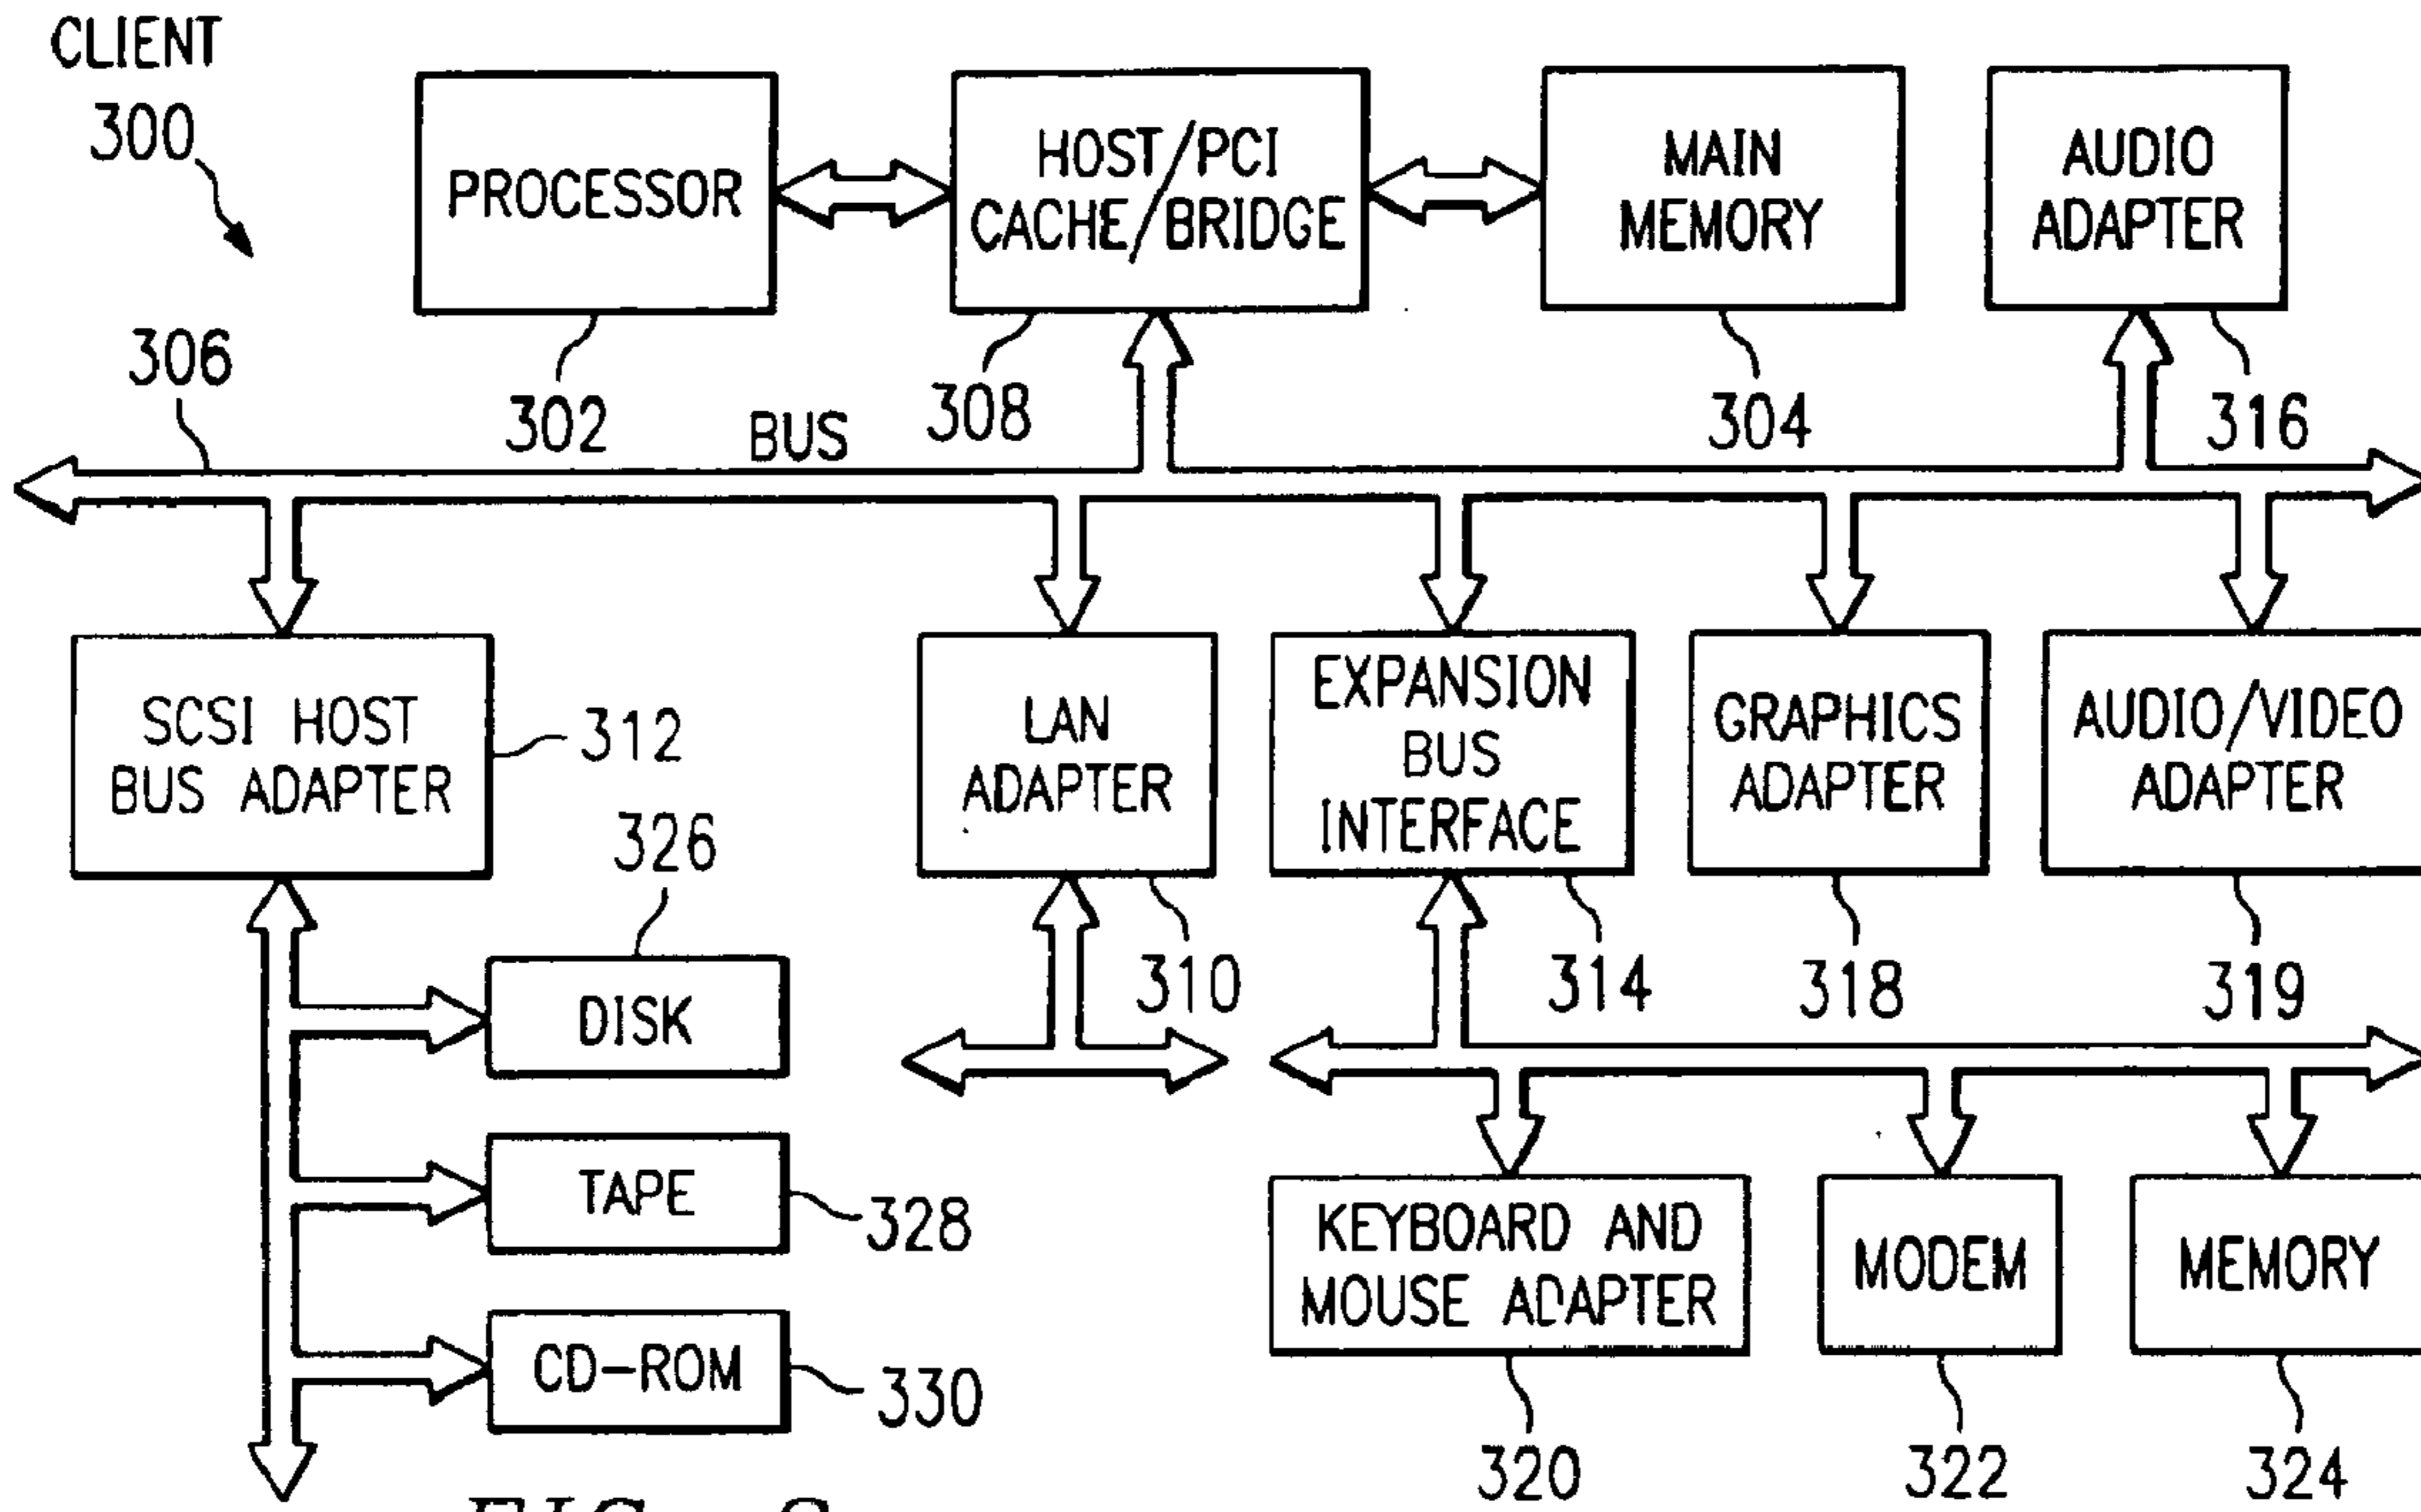 CLIENT
300
PROCESSOR
302
HOST/PCI
CACHE/BRIDGE
308
MAIN
MEMORY
304
AUDIO
ADAPTER
316
306
BUS
SCSI HOST
BUS ADAPTER
312
LAN
ADAPTER
310
EXPANSION
BUS
INTERFACE
314
GRAPHICS
ADAPTER
318
AUDIO/VIDEO
ADAPTER
319
326
DISK
TAPE
328
CD-ROM
330
KEYBOARD AND
MOUSE ADAPTER
320
MODEM
322
MEMORY
324
FIG.